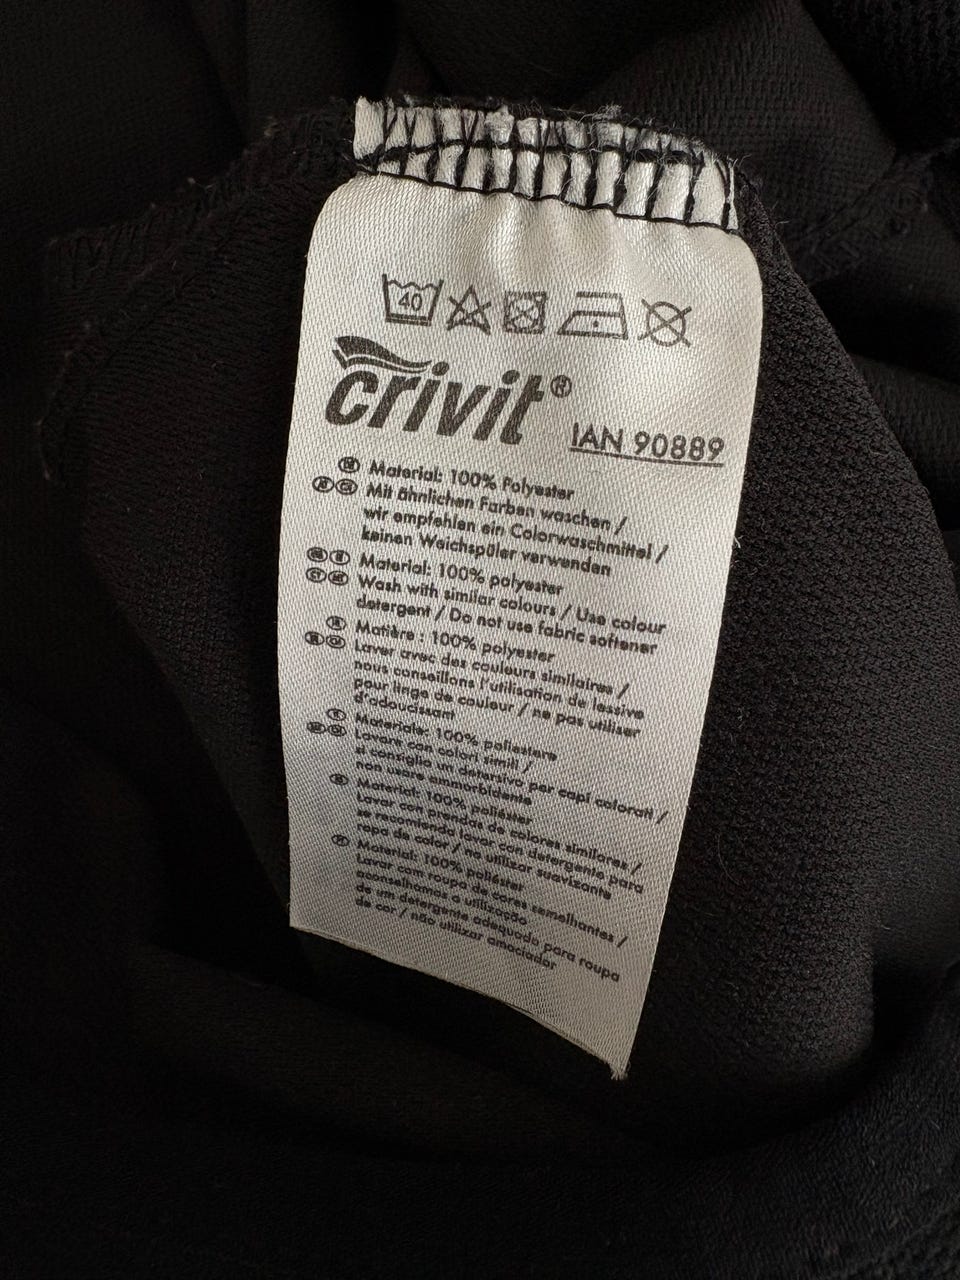 40
crivit®
IAN 90889
Material: 100% Polyester
Mit ähnlichen Farben waschen /
wir empfehlen ein Colorwaschmittel /
keinen Weichspüler verwenden
Material: 100% polyester
Wash with similar colours / Use colour
detergent / Do not use fabric softener
Matière : 100% polyester
Laver avec des couleurs similaires /
nous conseillons l'utilisation de lessive
pour linge de couleur / ne pas utiliser
d'adoucissant
Materiale: 100% poliestere
Lavare con colori simili /
si consiglia un detersivo per capi colorati /
non usare ammorbidente
Material: 100% poliéster
Lavar con prendas de colores similares /
se recomienda lavar con detergente para
ropa de color / no utilizar suavizante
Material: 100% poliéster
Lavar com roupa de cores semelhantes /
aconselhamos a utilização
de um detergente adequado para roupa
de cor / não utilizar amaciador